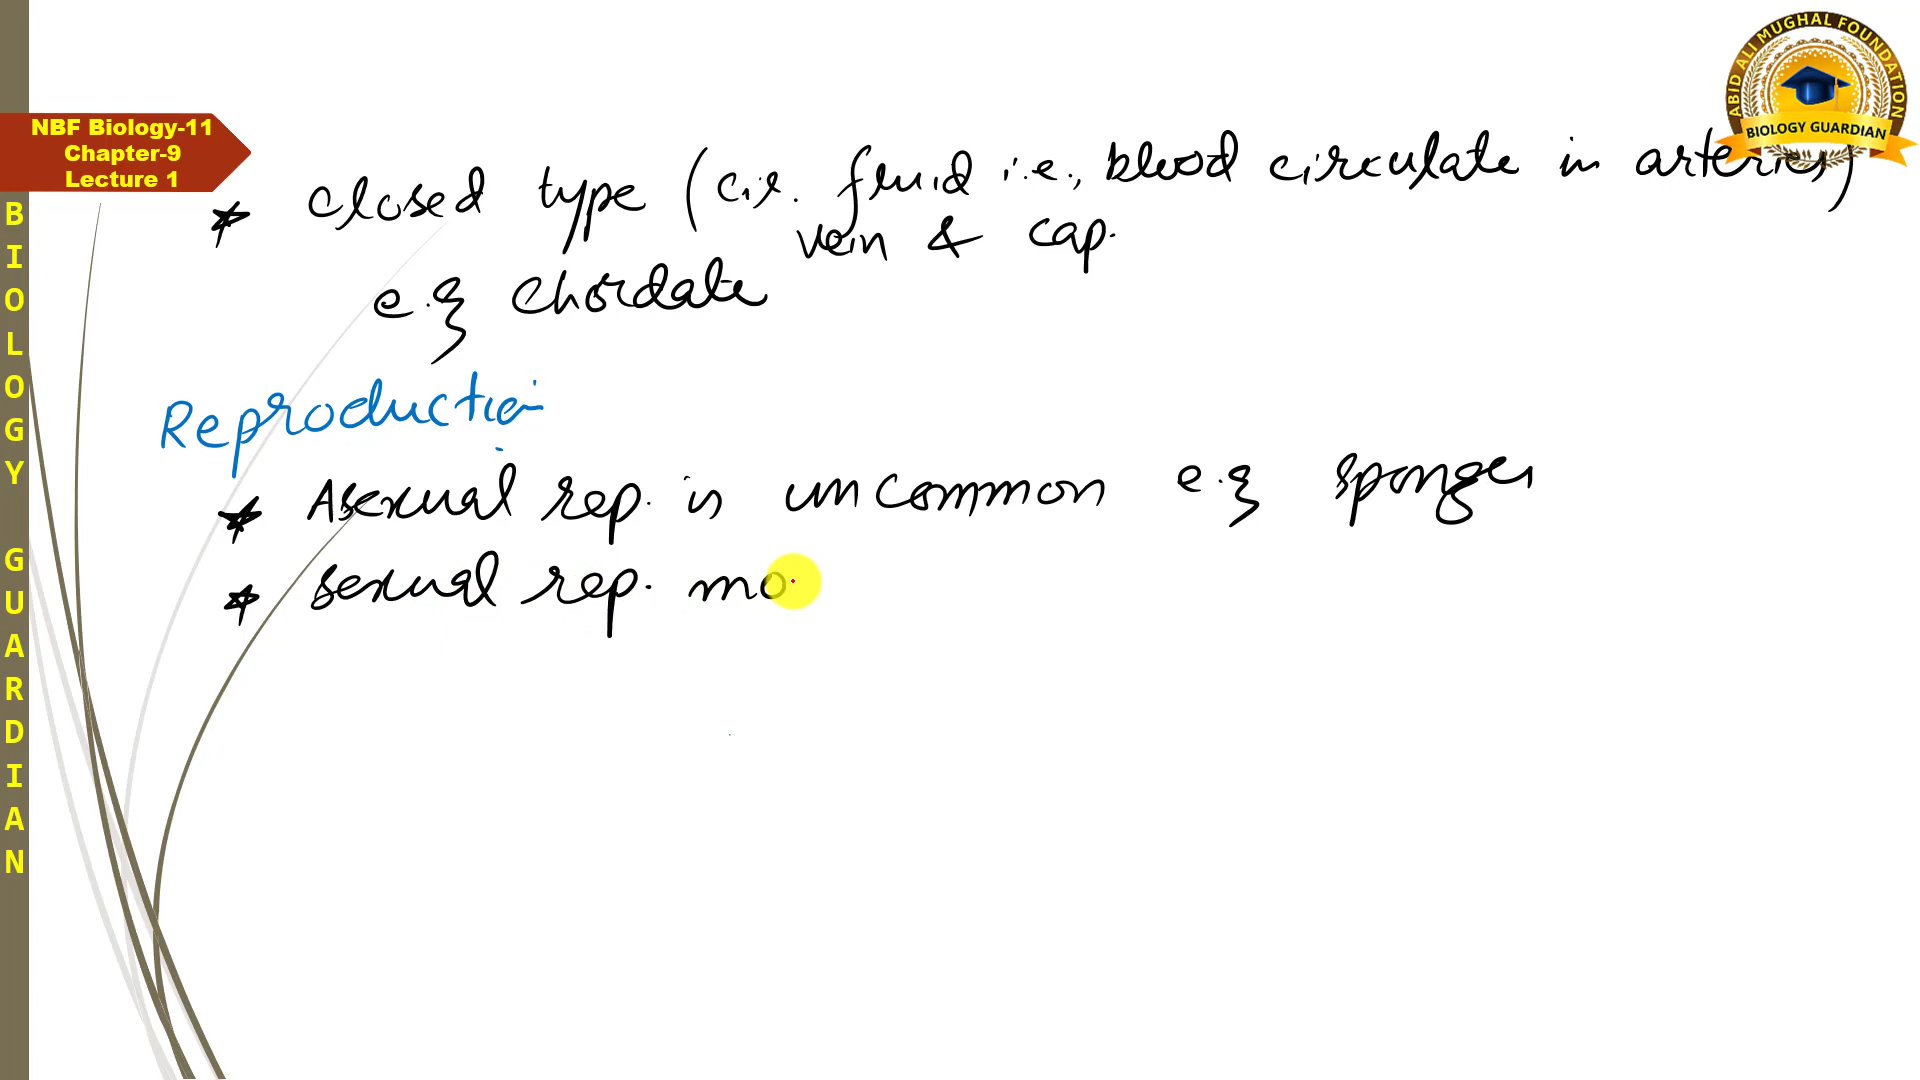 ABID ALI MUGHAL FOUNDATION
BIOLOGY GUARDIAN
NBF Biology-11
Chapter-9
Lecture 1
BIOLOGY GUARDIAN
* closed type (cir. fluid i.e., blood circulate in arteries)
vein & cap.
e.g chordate
Reproduction
* Asexual rep. is uncommon e.g sponges
* sexual rep. mo